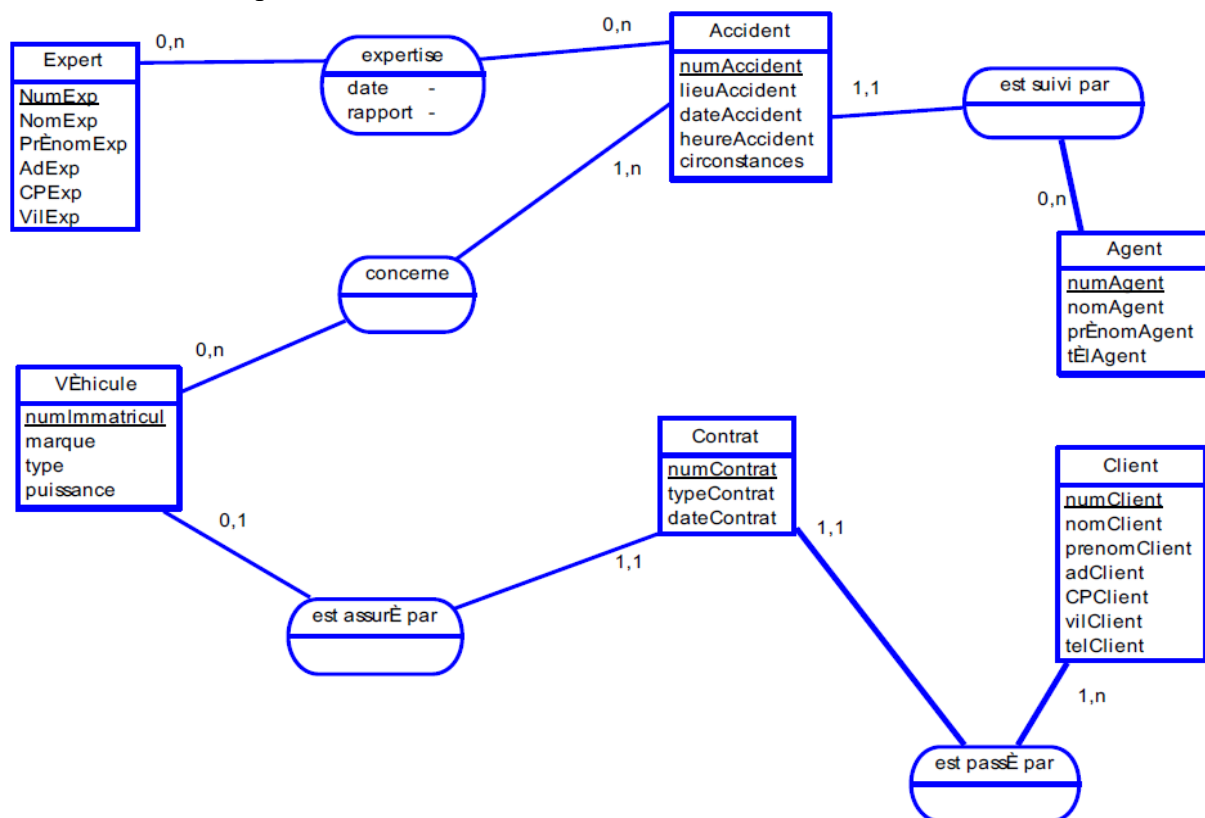 0,n
expertise
date -
rapport -
0,n
Expert
NumExp
NomExp
PrÈnomExp
AdExp
CPExp
VilExp
Accident
numAccident
lieuAccident
dateAccident
heureAccident
circonstances
1,1
est suivi par
1,n
0,n
Agent
numAgent
nomAgent
prÈnomAgent
tÈlAgent
concerne
0,n
VÈhicule
numImmatricul
marque
type
puissance
0,1
est assurÈ par
1,1
Contrat
numContrat
typeContrat
dateContrat
1,1
Client
numClient
nomClient
prenomClient
adClient
CPClient
vilClient
telClient
1,n
est passÈ par